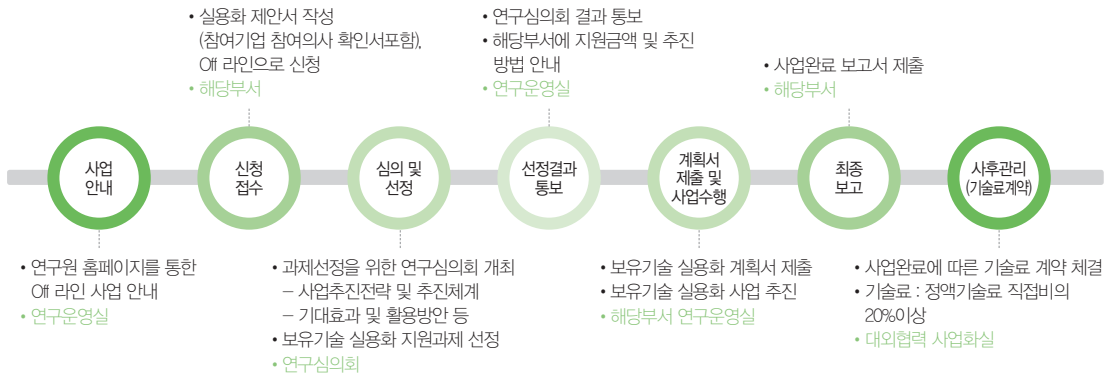 • 실용화 제안서 작성
(참여기업 참여의사 확인서포함),
Off 라인으로 신청
• 해당부서
• 연구심의회 결과 통보
• 해당부서에 지원금액 및 추진
방법 안내
• 연구운영실
• 사업완료 보고서 제출
• 해당부서
사업
안내
신청
접수
심의 및
선정
선정결과
통보
계획서
제출 및
사업수행
최종
보고
사후관리
(기술료계약)
• 연구원 홈페이지를 통한
Off 라인 사업 안내
• 연구운영실
• 과제선정을 위한 연구심의회 개최
– 사업추진전략 및 추진체계
– 기대효과 및 활용방안 등
• 보유기술 실용화 지원과제 선정
• 연구심의회
• 보유기술 실용화 계획서 제출
• 보유기술 실용화 사업 추진
• 해당부서 연구운영실
• 사업완료에 따른 기술료 계약 체결
• 기술료 : 정액기술료 직접비의
20%이상
• 대외협력 사업화실